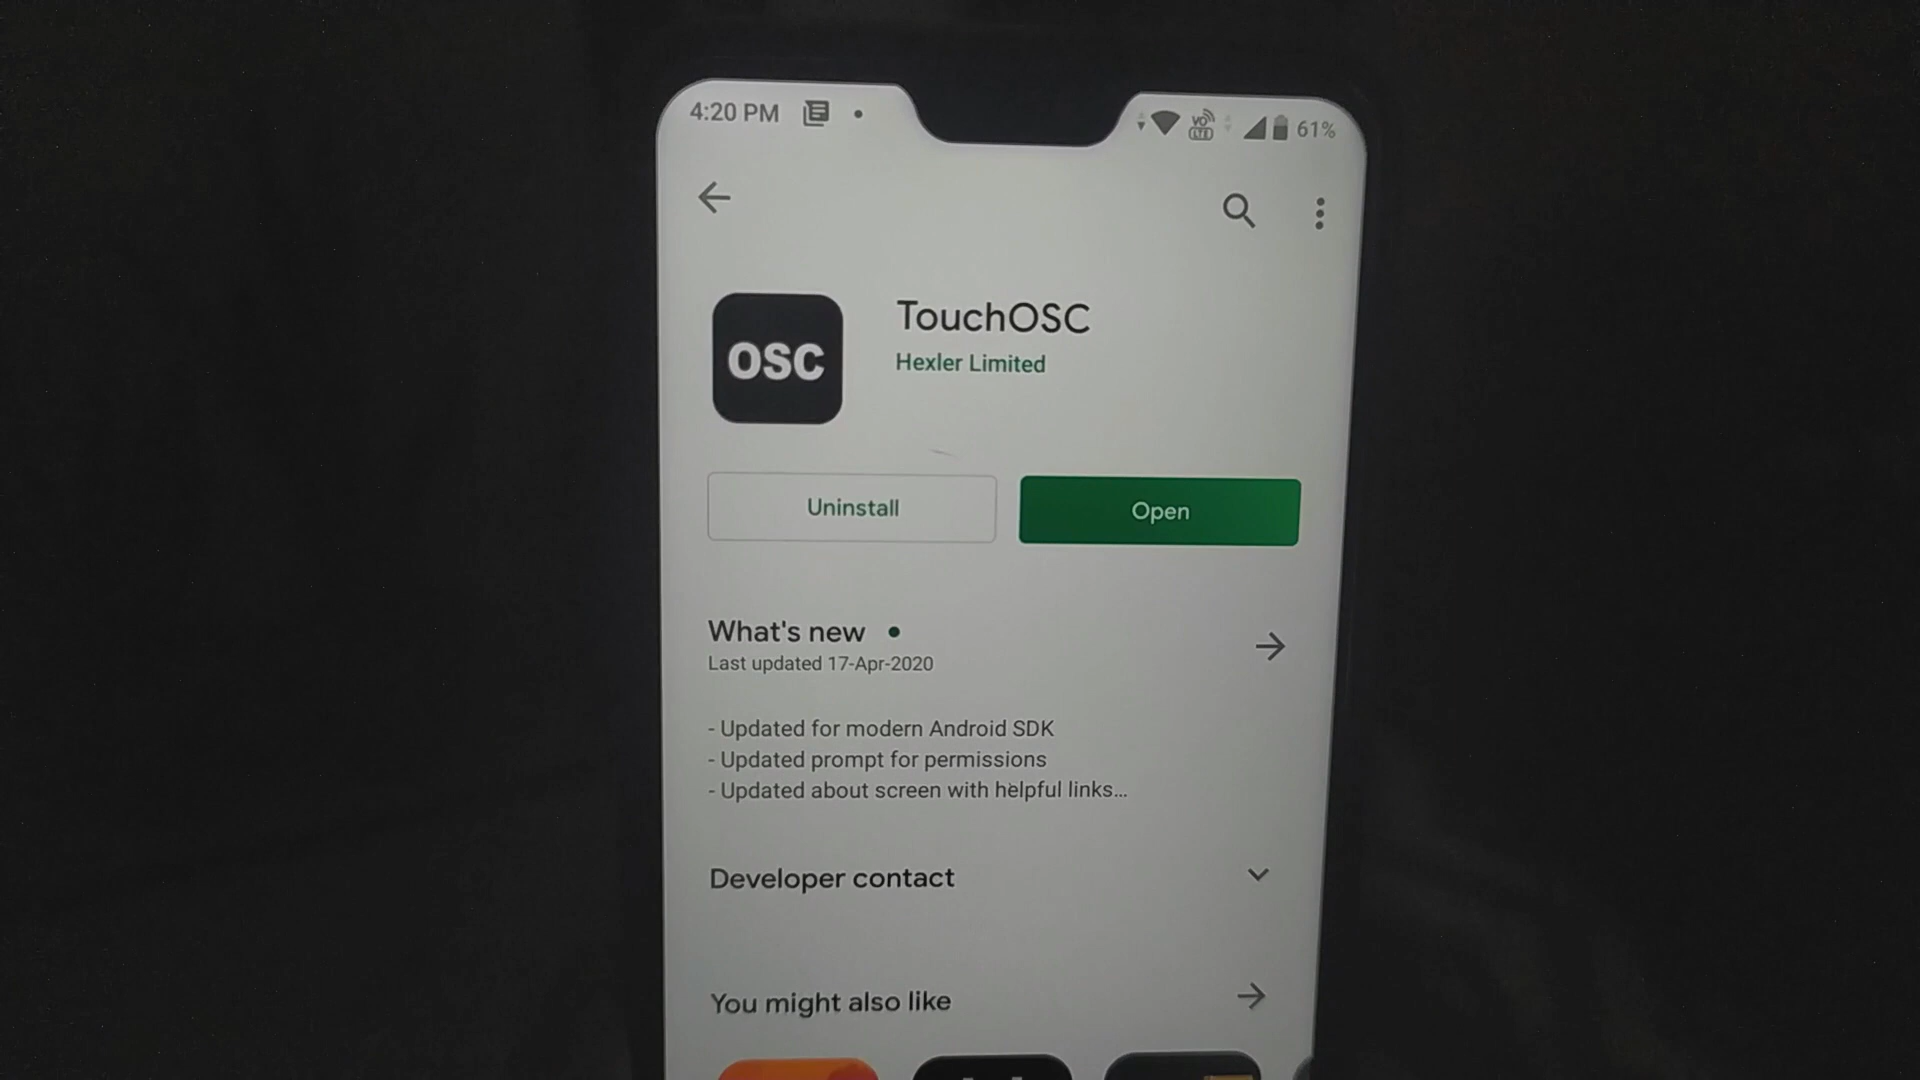 4:20 PM
VO LTE
61%
OSC
TouchOSC
Hexler Limited
Uninstall
Open
What's new •
Last updated 17-Apr-2020
- Updated for modern Android SDK
- Updated prompt for permissions
- Updated about screen with helpful links...
Developer contact
You might also like